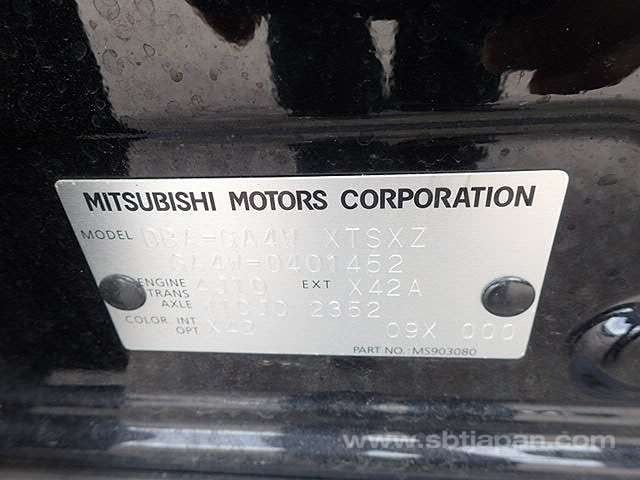 MITSUBISHI MOTORS CORPORATION
MODEL DBA-GA4W XTSXZ
GA4W-0401452
ENGINE 4J10 EXT X42A
TRANS
AXLE 2352
COLOR, INT
OPT X42 09X 000
PART NO.: MS903080
www.sbtjapan.com